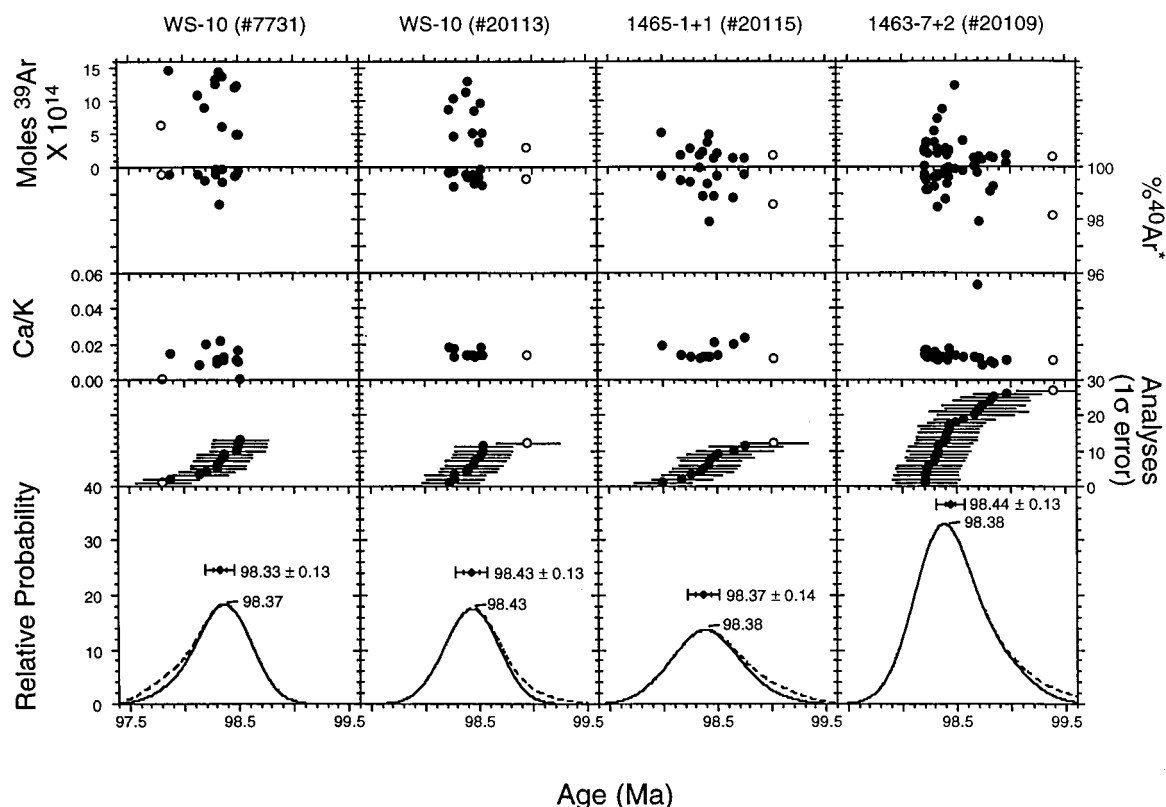 WS-10 (#7731) WS-10 (#20113) 1465-1+1 (#20115) 1463-7+2 (#20109)
Moles ³⁹Ar
X 10¹⁴
15
10
5
0
100
98
96
%⁴⁰Ar*
Ca/K
0.06
0.04
0.02
0.00
30
20
10
0
Analyses
(1σ error)
Relative Probability
40
30
20
10
0
98.33 ± 0.13
98.37
98.43 ± 0.13
98.43
98.37 ± 0.14
98.38
98.44 ± 0.13
98.38
97.5 98.5 99.5 98.5 99.5 98.5 99.5 98.5 99.5
Age (Ma)